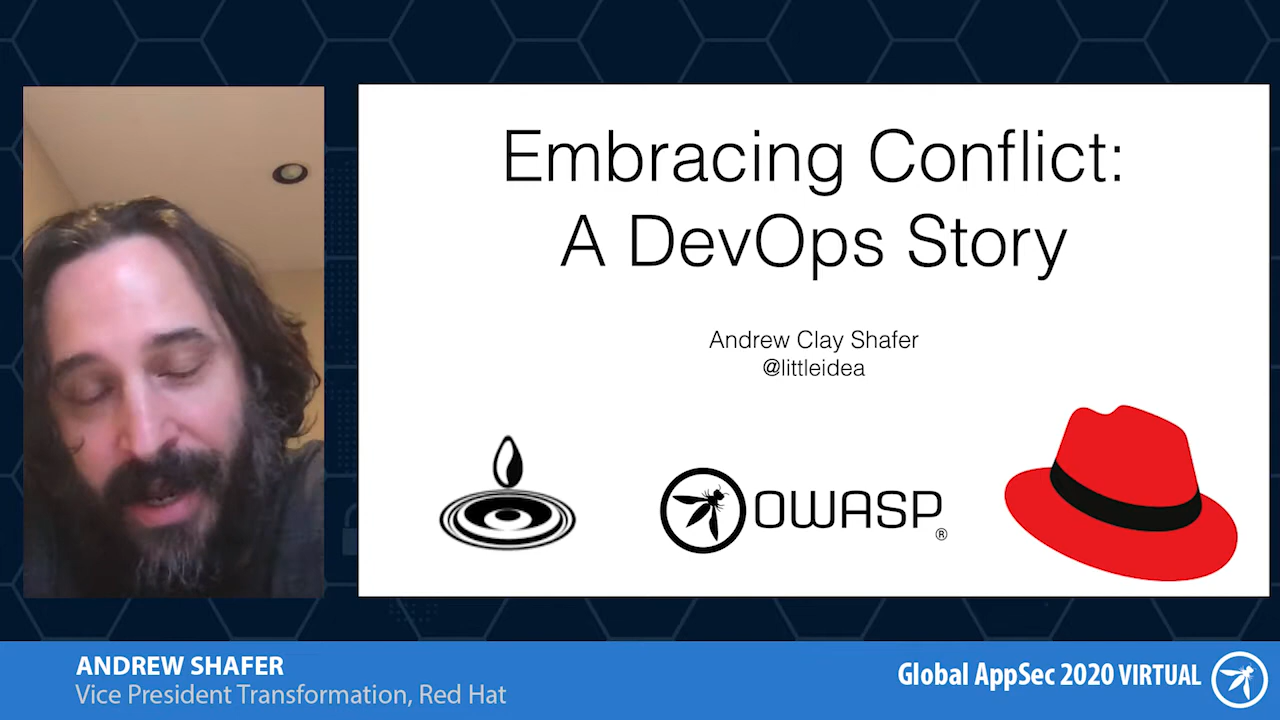 Embracing Conflict:
A DevOps Story
Andrew Clay Shafer
@littleidea
OWASP
®
ANDREW SHAFER
Vice President Transformation, Red Hat
Global AppSec 2020 VIRTUAL